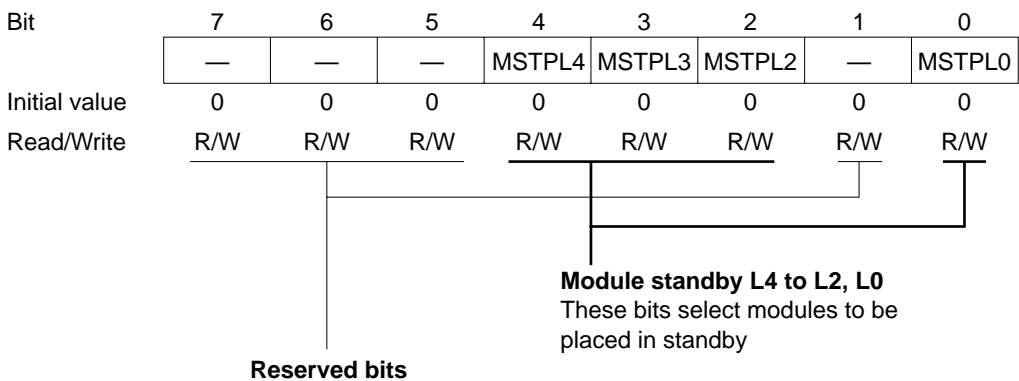 Bit 7 6 5 4 3 2 1 0
— — — MSTPL4 MSTPL3 MSTPL2 — MSTPL0
Initial value 0 0 0 0 0 0 0 0
Read/Write R/W R/W R/W R/W R/W R/W R/W R/W
Module standby L4 to L2, L0
These bits select modules to be
placed in standby
Reserved bits